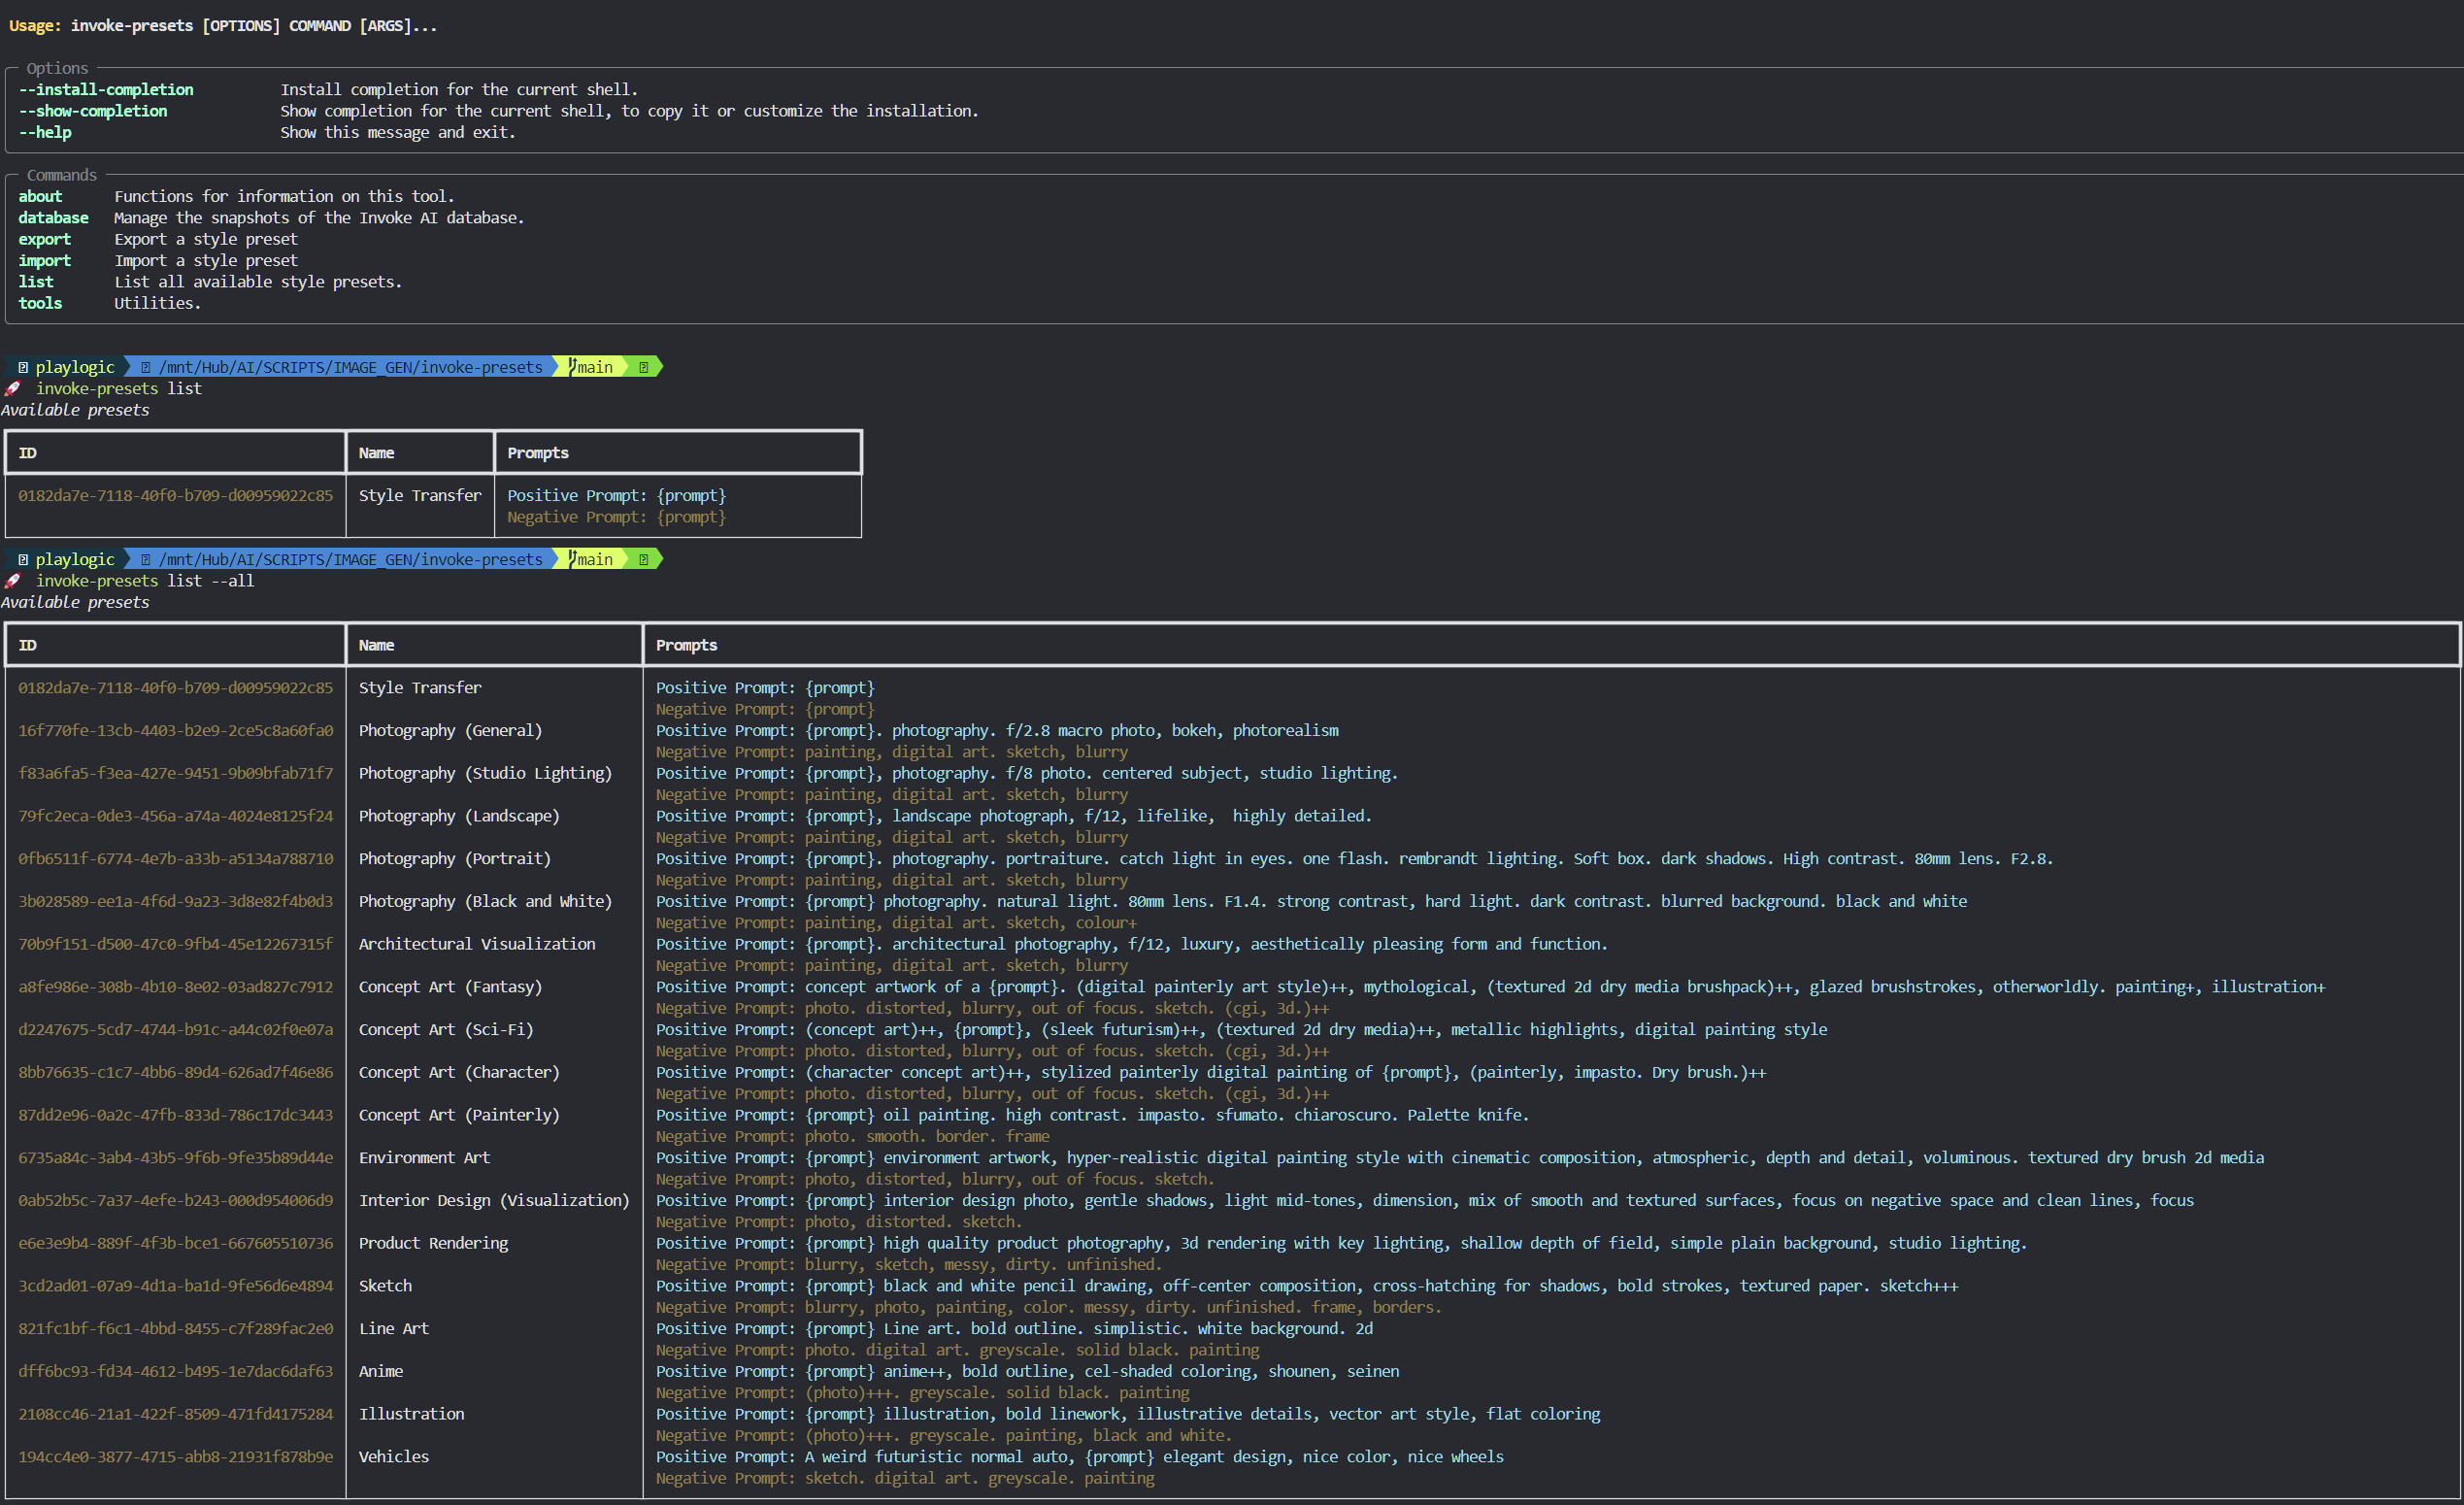 Usage: invoke-presets [OPTIONS] COMMAND [ARGS]...
Options
--install-completion Install completion for the current shell.
--show-completion Show completion for the current shell, to copy it or customize the installation.
--help Show this message and exit.
Commands
about Functions for information on this tool.
database Manage the snapshots of the Invoke AI database.
export Export a style preset
import Import a style preset
list List all available style presets.
tools Utilities.
playlogic /mnt/Hub/AI/SCRIPTS/IMAGE_GEN/invoke-presets main
invoke-presets list
Available presets
ID Name Prompts
0182da7e-7118-40f0-b709-d00959022c85 Style Transfer Positive Prompt: {prompt}
Negative Prompt: {prompt}
playlogic /mnt/Hub/AI/SCRIPTS/IMAGE_GEN/invoke-presets main
invoke-presets list --all
Available presets
ID Name Prompts
0182da7e-7118-40f0-b709-d00959022c85 Style Transfer Positive Prompt: {prompt}
Negative Prompt: {prompt}
16f770fe-13cb-4403-b2e9-2ce5c8a60fa0 Photography (General) Positive Prompt: {prompt}. photography. f/2.8 macro photo, bokeh, photorealism
Negative Prompt: painting, digital art. sketch, blurry
f83a6fa5-f3ea-427e-9451-9b09bfab71f7 Photography (Studio Lighting) Positive Prompt: {prompt}, photography. f/8 photo. centered subject, studio lighting.
Negative Prompt: painting, digital art. sketch, blurry
79fc2eca-0de3-456a-a74a-4024e8125f24 Photography (Landscape) Positive Prompt: {prompt}, landscape photograph, f/12, lifelike,  highly detailed.
Negative Prompt: painting, digital art. sketch, blurry
0fb6511f-6774-4e7b-a33b-a5134a788710 Photography (Portrait) Positive Prompt: {prompt}. photography. portraiture. catch light in eyes. one flash. rembrandt lighting. Soft box. dark shadows. High contrast. 80mm lens. F2.8.
Negative Prompt: painting, digital art. sketch, blurry
3b028589-ee1a-4f6d-9a23-3d8e82f4b0d3 Photography (Black and White) Positive Prompt: {prompt} photography. natural light. 80mm lens. F1.4. strong contrast, hard light. dark contrast. blurred background. black and white
Negative Prompt: painting, digital art. sketch, colour+
70b9f151-d500-47c0-9fb4-45e12267315f Architectural Visualization Positive Prompt: {prompt}. architectural photography, f/12, luxury, aesthetically pleasing form and function.
Negative Prompt: painting, digital art. sketch, blurry
a8fe986e-308b-4b10-8e02-03ad827c7912 Concept Art (Fantasy) Positive Prompt: concept artwork of a {prompt}. (digital painterly art style)++, mythological, (textured 2d dry media brushpack)++, glazed brushstrokes, otherworldly. painting+, illustration+
Negative Prompt: photo. distorted, blurry, out of focus. sketch. (cgi, 3d.)++
d2247675-5cd7-4744-b91c-a44c02f0e07a Concept Art (Sci-Fi) Positive Prompt: (concept art)++, {prompt}, (sleek futurism)++, (textured 2d dry media)++, metallic highlights, digital painting style
Negative Prompt: photo. distorted, blurry, out of focus. sketch. (cgi, 3d.)++
8bb76635-c1c7-4bb6-89d4-626ad7f46e86 Concept Art (Character) Positive Prompt: (character concept art)++, stylized painterly digital painting of {prompt}, (painterly, impasto. Dry brush.)++
Negative Prompt: photo. distorted, blurry, out of focus. sketch. (cgi, 3d.)++
87dd2e96-0a2c-47fb-833d-786c17dc3443 Concept Art (Painterly) Positive Prompt: {prompt} oil painting. high contrast. impasto. sfumato. chiaroscuro. Palette knife.
Negative Prompt: photo. smooth. border. frame
6735a84c-3ab4-43b5-9f6b-9fe35b89d44e Environment Art Positive Prompt: {prompt} environment artwork, hyper-realistic digital painting style with cinematic composition, atmospheric, depth and detail, voluminous. textured dry brush 2d media
Negative Prompt: photo, distorted, blurry, out of focus. sketch.
0ab52b5c-7a37-4efe-b243-000d954006d9 Interior Design (Visualization) Positive Prompt: {prompt} interior design photo, gentle shadows, light mid-tones, dimension, mix of smooth and textured surfaces, focus on negative space and clean lines, focus
Negative Prompt: photo, distorted. sketch.
e6e3e9b4-889f-4f3b-bce1-667605510736 Product Rendering Positive Prompt: {prompt} high quality product photography, 3d rendering with key lighting, shallow depth of field, simple plain background, studio lighting.
Negative Prompt: blurry, sketch, messy, dirty. unfinished.
3cd2ad01-07a9-4d1a-ba1d-9fe56d6e4894 Sketch Positive Prompt: {prompt} black and white pencil drawing, off-center composition, cross-hatching for shadows, bold strokes, textured paper. sketch+++
Negative Prompt: blurry, photo, painting, color. messy, dirty. unfinished. frame, borders.
821fc1bf-f6c1-4bbd-8455-c7f289fac2e0 Line Art Positive Prompt: {prompt} Line art. bold outline. simplistic. white background. 2d
Negative Prompt: photo. digital art. greyscale. solid black. painting
dff6bc93-fd34-4612-b495-1e7dac6daf63 Anime Positive Prompt: {prompt} anime++, bold outline, cel-shaded coloring, shounen, seinen
Negative Prompt: (photo)+++. greyscale. solid black. painting
2108cc46-21a1-422f-8509-471fd4175284 Illustration Positive Prompt: {prompt} illustration, bold linework, illustrative details, vector art style, flat coloring
Negative Prompt: (photo)+++. greyscale. painting, black and white.
194cc4e0-3877-4715-abb8-21931f878b9e Vehicles Positive Prompt: A weird futuristic normal auto, {prompt} elegant design, nice color, nice wheels
Negative Prompt: sketch. digital art. greyscale. painting